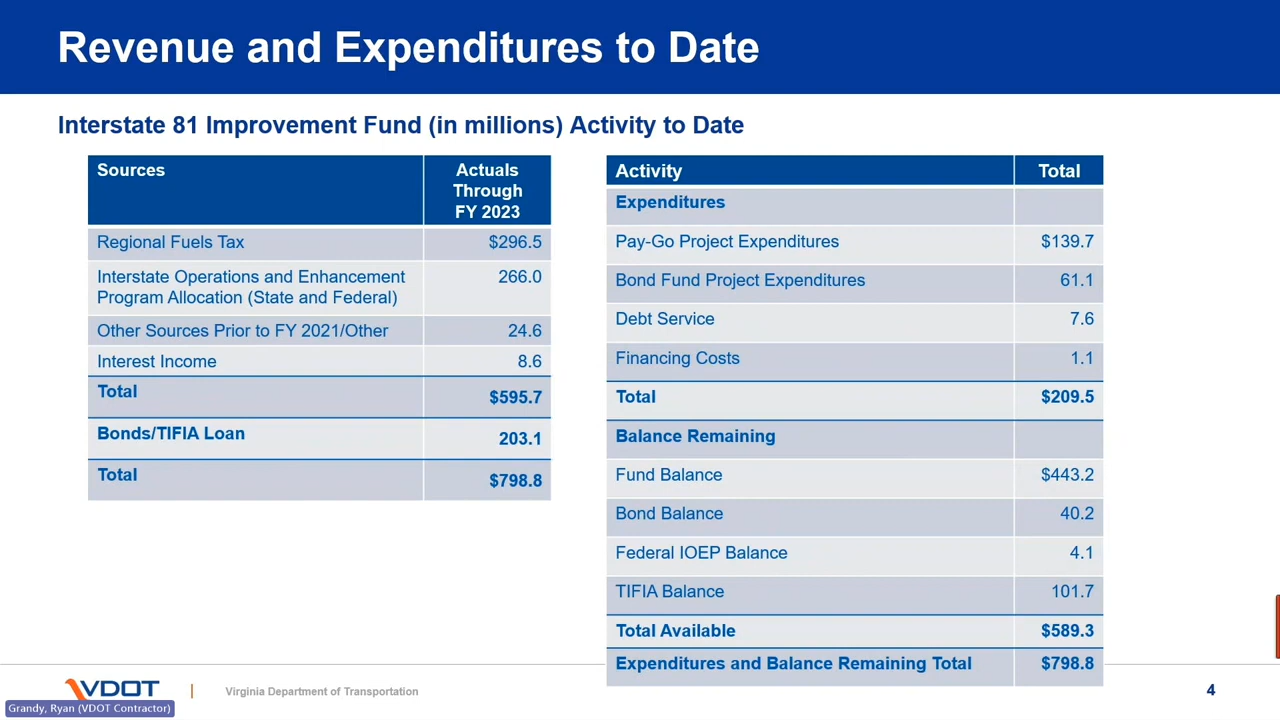 Revenue and Expenditures to Date
Interstate 81 Improvement Fund (in millions) Activity to Date
Sources
Actuals
Through
FY 2023
Regional Fuels Tax $296.5
Interstate Operations and Enhancement 266.0
Program Allocation (State and Federal)
Other Sources Prior to FY 2021/Other 24.6
Interest Income 8.6
Total $595.7
Bonds/TIFIA Loan 203.1
Total $798.8
Activity Total
Expenditures
Pay-Go Project Expenditures $139.7
Bond Fund Project Expenditures 61.1
Debt Service 7.6
Financing Costs 1.1
Total $209.5
Balance Remaining
Fund Balance $443.2
Bond Balance 40.2
Federal IOEP Balance 4.1
TIFIA Balance 101.7
Total Available $589.3
Expenditures and Balance Remaining Total $798.8
VDOT | Virginia Department of Transportation 4
Grandy, Ryan (VDOT Contractor)